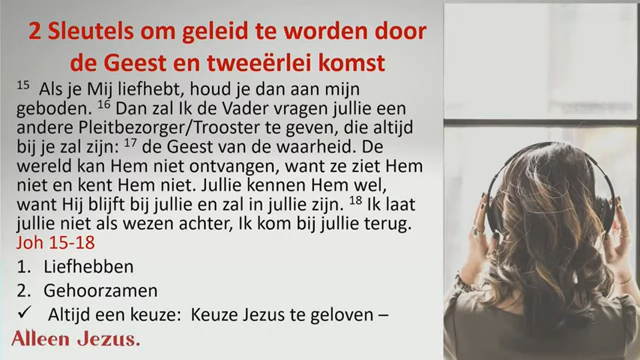 2 Sleutels om geleid te worden door
de Geest en tweeërlei komst
15 Als je Mij liefhebt, houd je dan aan mijn
geboden. 16 Dan zal Ik de Vader vragen jullie een
andere Pleitbezorger/Trooster te geven, die altijd
bij je zal zijn: 17 de Geest van de waarheid. De
wereld kan Hem niet ontvangen, want ze ziet Hem
niet en kent Hem niet. Jullie kennen Hem wel,
want Hij blijft bij jullie en zal in jullie zijn. 18 Ik laat
jullie niet als wezen achter, Ik kom bij jullie terug.
Joh 15-18
1. Liefhebben
2. Gehoorzamen
✓ Altijd een keuze: Keuze Jezus te geloven –
Alleen Jezus.